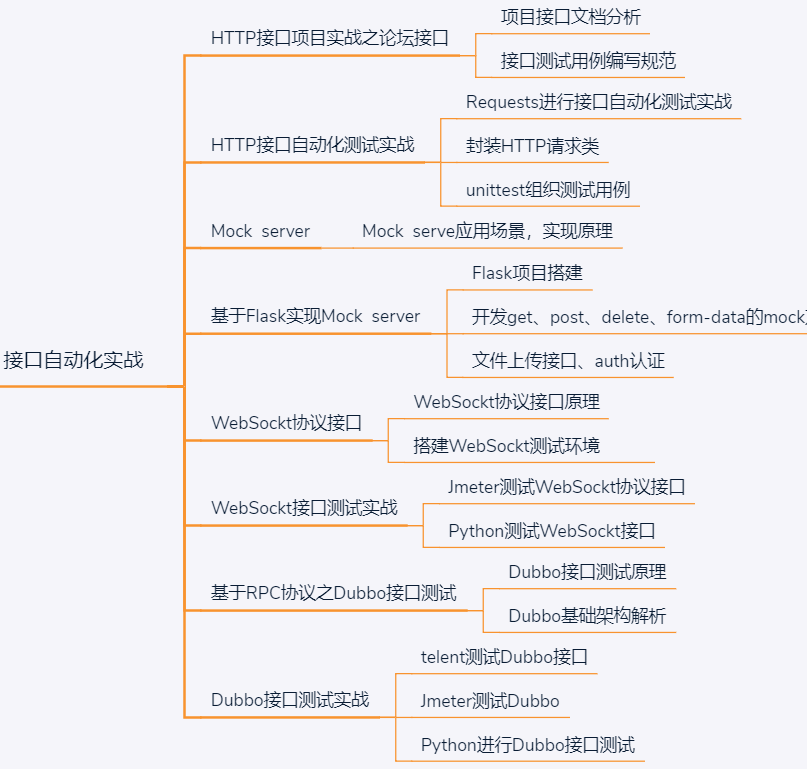 HTTP接口项目实战之论坛接口
项目接口文档分析
接口测试用例编写规范
HTTP接口自动化测试实战
Requests进行接口自动化测试实战
封装HTTP请求类
unittest组织测试用例
Mock server
Mock serve应用场景，实现原理
基于Flask实现Mock server
Flask项目搭建
开发get、post、delete、form-data的mock
文件上传接口、auth认证
接口自动化实战
WebSockt协议接口
WebSockt协议接口原理
搭建WebSockt测试环境
WebSockt接口测试实战
Jmeter测试WebSockt协议接口
Python测试WebSockt接口
基于RPC协议之Dubbo接口测试
Dubbo接口测试原理
Dubbo基础架构解析
Dubbo接口测试实战
telent测试Dubbo接口
Jmeter测试Dubbo
Python进行Dubbo接口测试